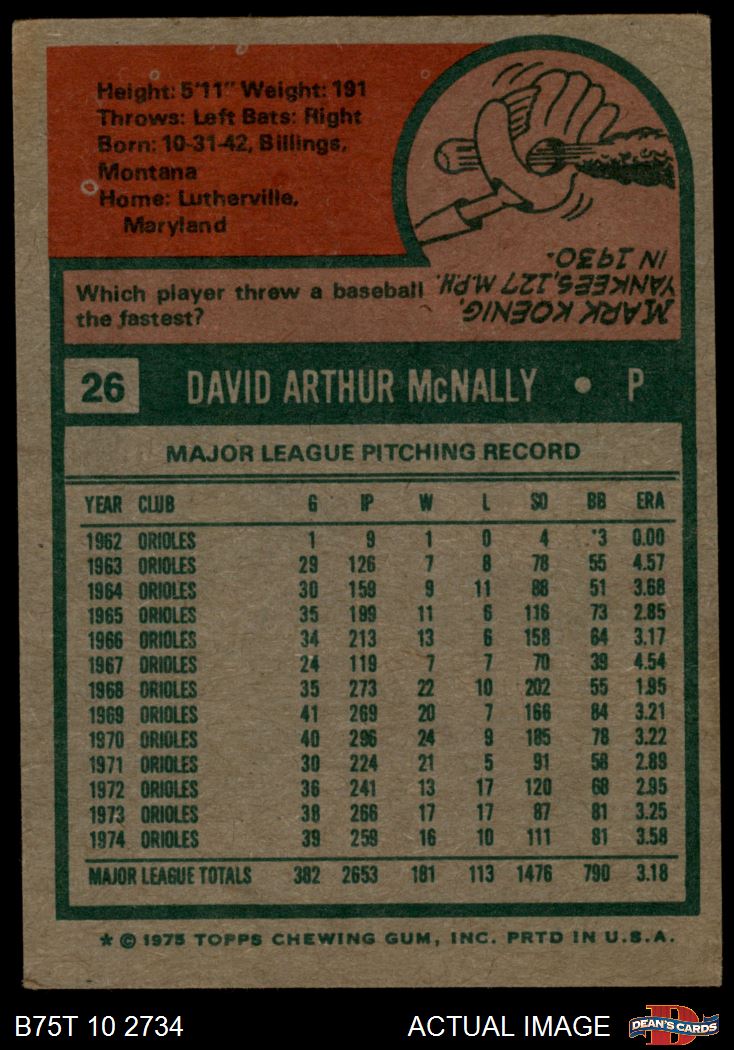 Height: 5'11" Weight: 191
Throws: Left Bats: Right
Born: 10-31-42, Billings,
Montana
Home: Lutherville,
Maryland
Which player threw a baseball
the fastest?
MARK KOENIG,
YANKEES, 127 M.P.H.
IN 1930.
26 DAVID ARTHUR McNALLY • P
MAJOR LEAGUE PITCHING RECORD
YEAR CLUB G IP W L SO BB ERA
1962 ORIOLES 1 9 1 0 4 3 0.00
1963 ORIOLES 29 126 7 8 78 55 4.57
1964 ORIOLES 30 159 9 11 88 51 3.68
1965 ORIOLES 35 199 11 6 116 73 2.85
1966 ORIOLES 34 213 13 6 158 64 3.17
1967 ORIOLES 24 119 7 7 70 39 4.54
1968 ORIOLES 35 273 22 10 202 55 1.95
1969 ORIOLES 41 269 20 7 166 84 3.21
1970 ORIOLES 40 296 24 9 185 78 3.22
1971 ORIOLES 30 224 21 5 91 58 2.89
1972 ORIOLES 36 241 13 17 120 68 2.95
1973 ORIOLES 38 266 17 17 87 81 3.25
1974 ORIOLES 39 259 16 10 111 81 3.58
MAJOR LEAGUE TOTALS 382 2653 181 113 1476 790 3.18
* © 1975 TOPPS CHEWING GUM, INC. PRTD IN U.S.A.
B75T 10 2734 ACTUAL IMAGE DEAN'S CARDS